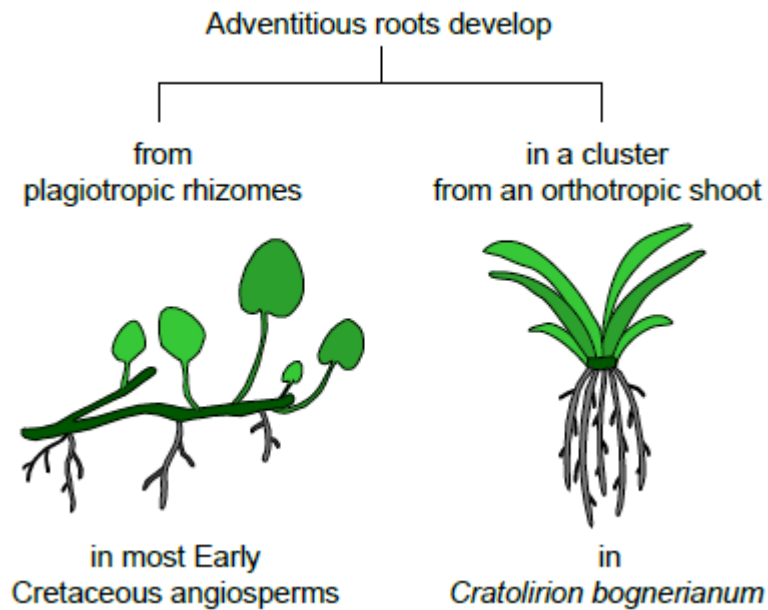 Adventitious roots develop
from
plagiotropic rhizomes
in a cluster
from an orthotropic shoot
in most Early
Cretaceous angiosperms
in
Cratolirion bognerianum